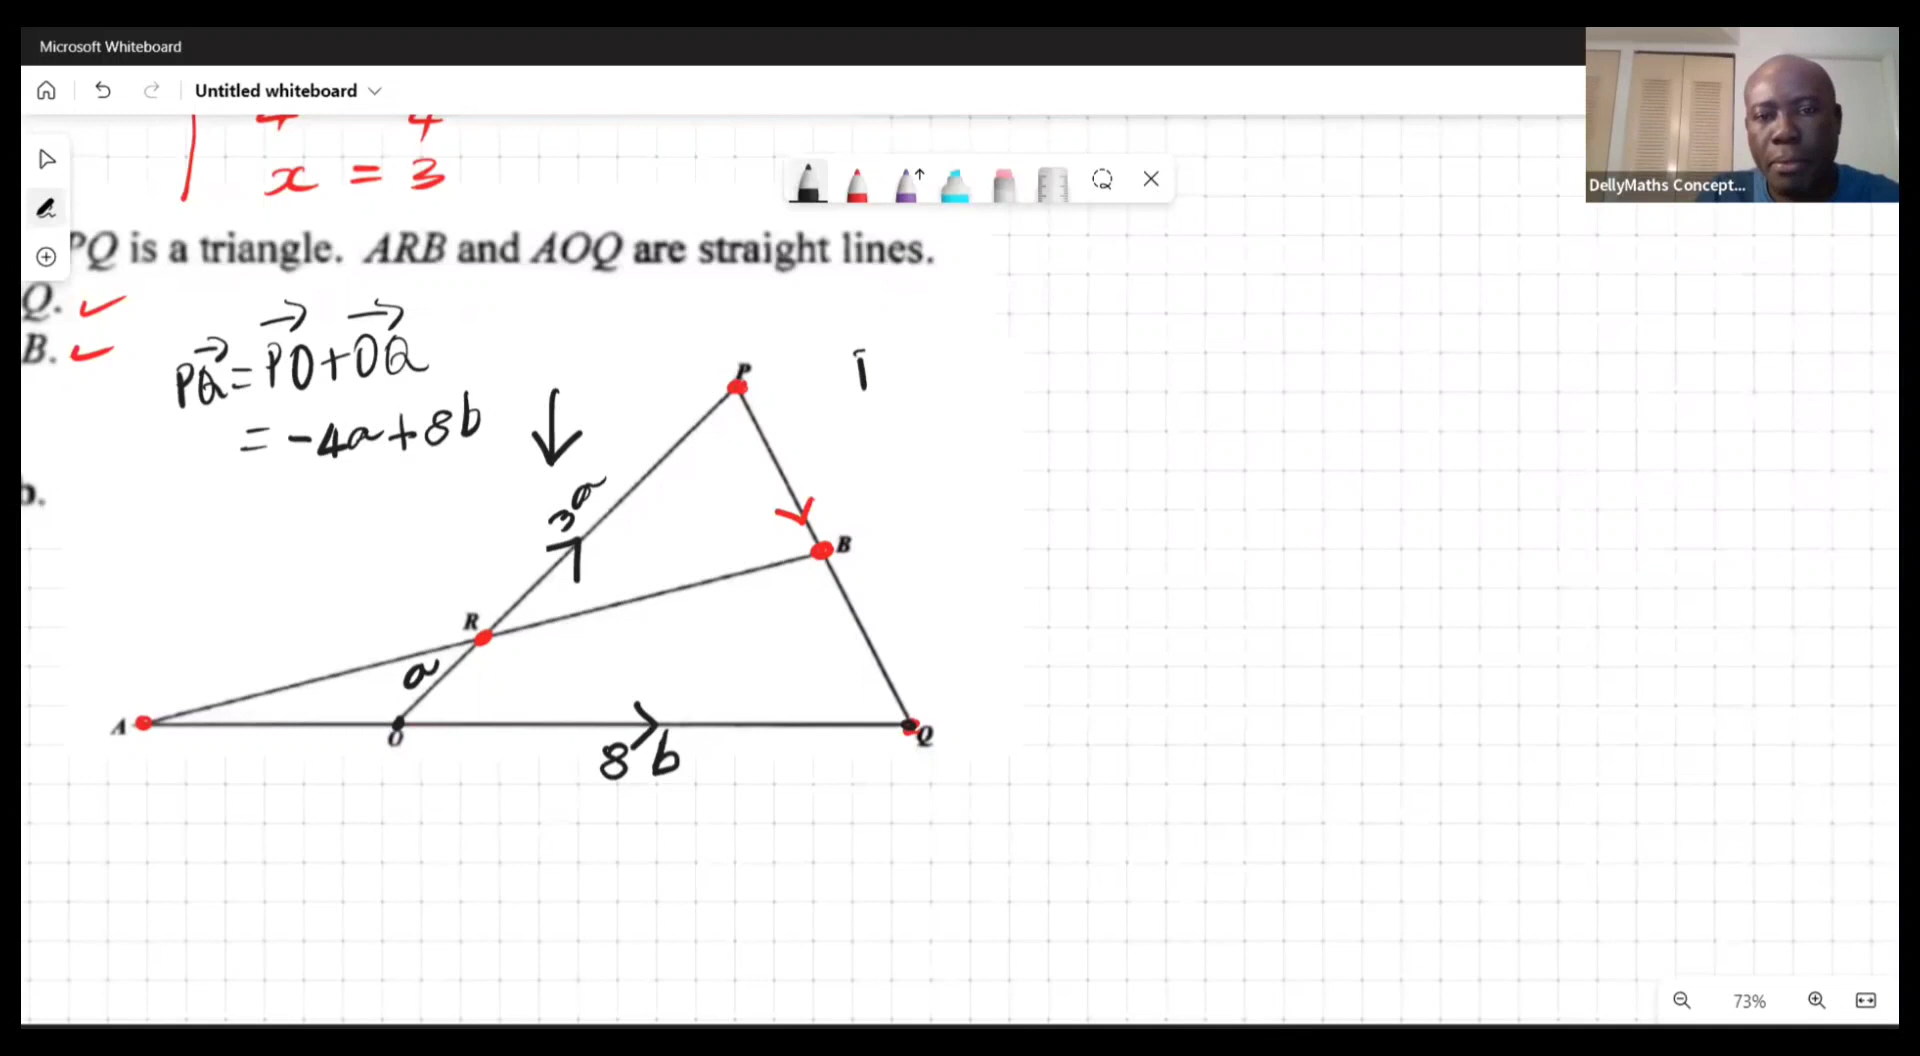 Microsoft Whiteboard
Untitled whiteboard
DellyMaths Concept...
x = 3
PQ is a triangle. ARB and AOQ are straight lines.
Q.
B.
PQ = PO + OQ
= -4a + 8b
b.
P
3a
B
R
a
A
O
Q
8b
73%